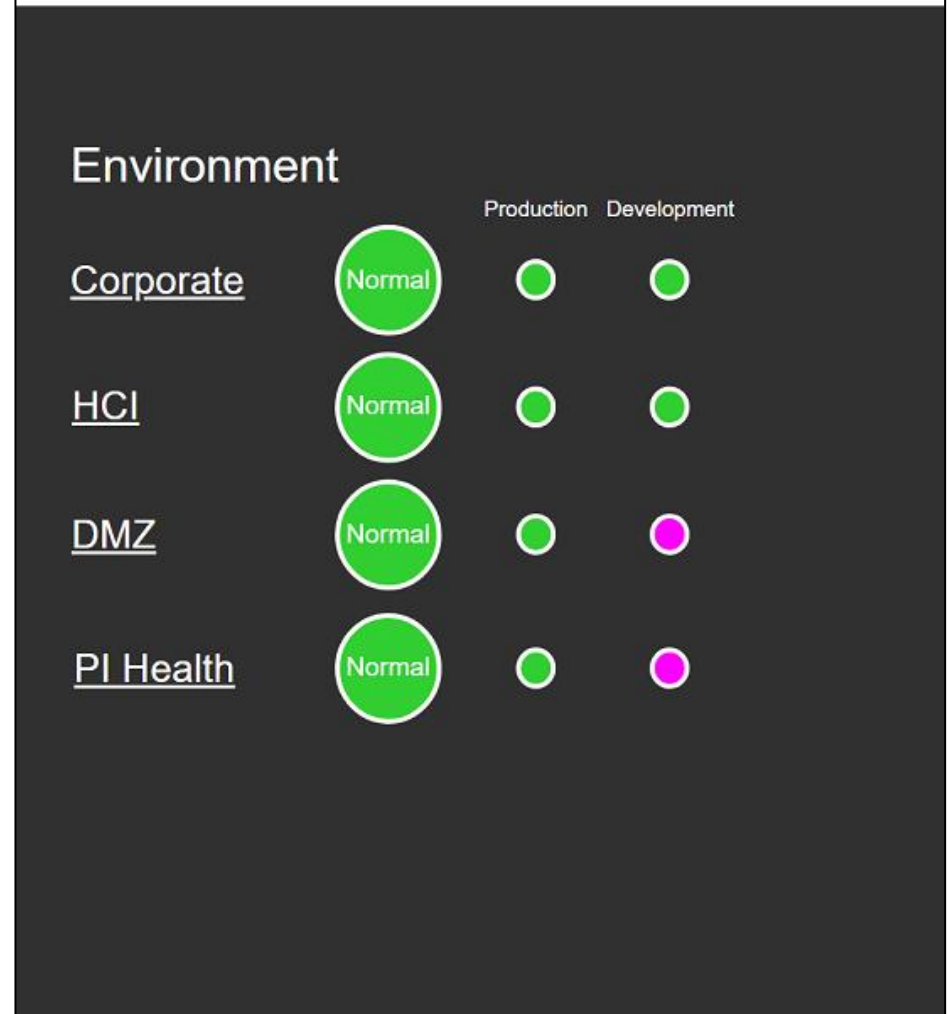 Environment
Production Development
Corporate Normal
HCI Normal
DMZ Normal
PI Health Normal